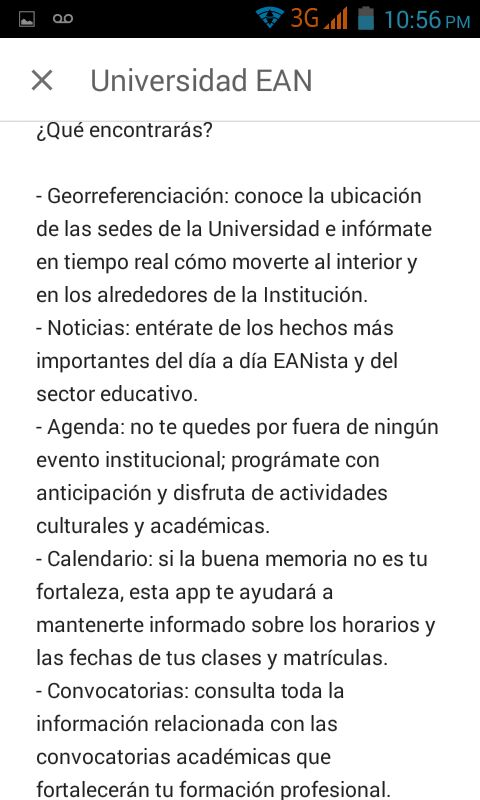 3G 10:56 PM
Universidad EAN
¿Qué encontrarás?
- Georreferenciación: conoce la ubicación
de las sedes de la Universidad e infórmate
en tiempo real cómo moverte al interior y
en los alrededores de la Institución.
- Noticias: entérate de los hechos más
importantes del día a día EANista y del
sector educativo.
- Agenda: no te quedes por fuera de ningún
evento institucional; prográmate con
anticipación y disfruta de actividades
culturales y académicas.
- Calendario: si la buena memoria no es tu
fortaleza, esta app te ayudará a
mantenerte informado sobre los horarios y
las fechas de tus clases y matrículas.
- Convocatorias: consulta toda la
información relacionada con las
convocatorias académicas que
fortalecerán tu formación profesional.